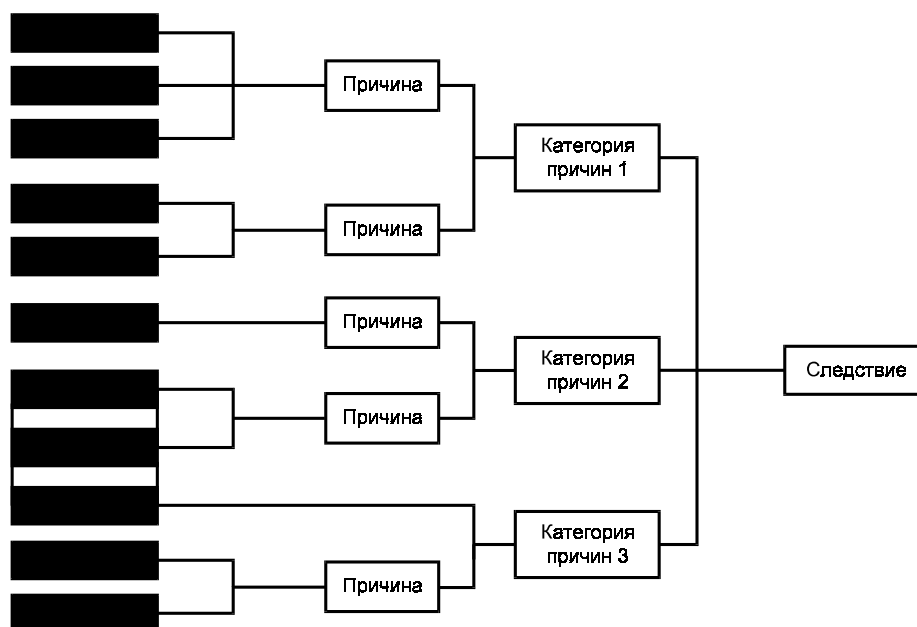 Причина
Категория
причин 1
Причина
Причина
Категория
причин 2
Следствие
Причина
Категория
причин 3
Причина